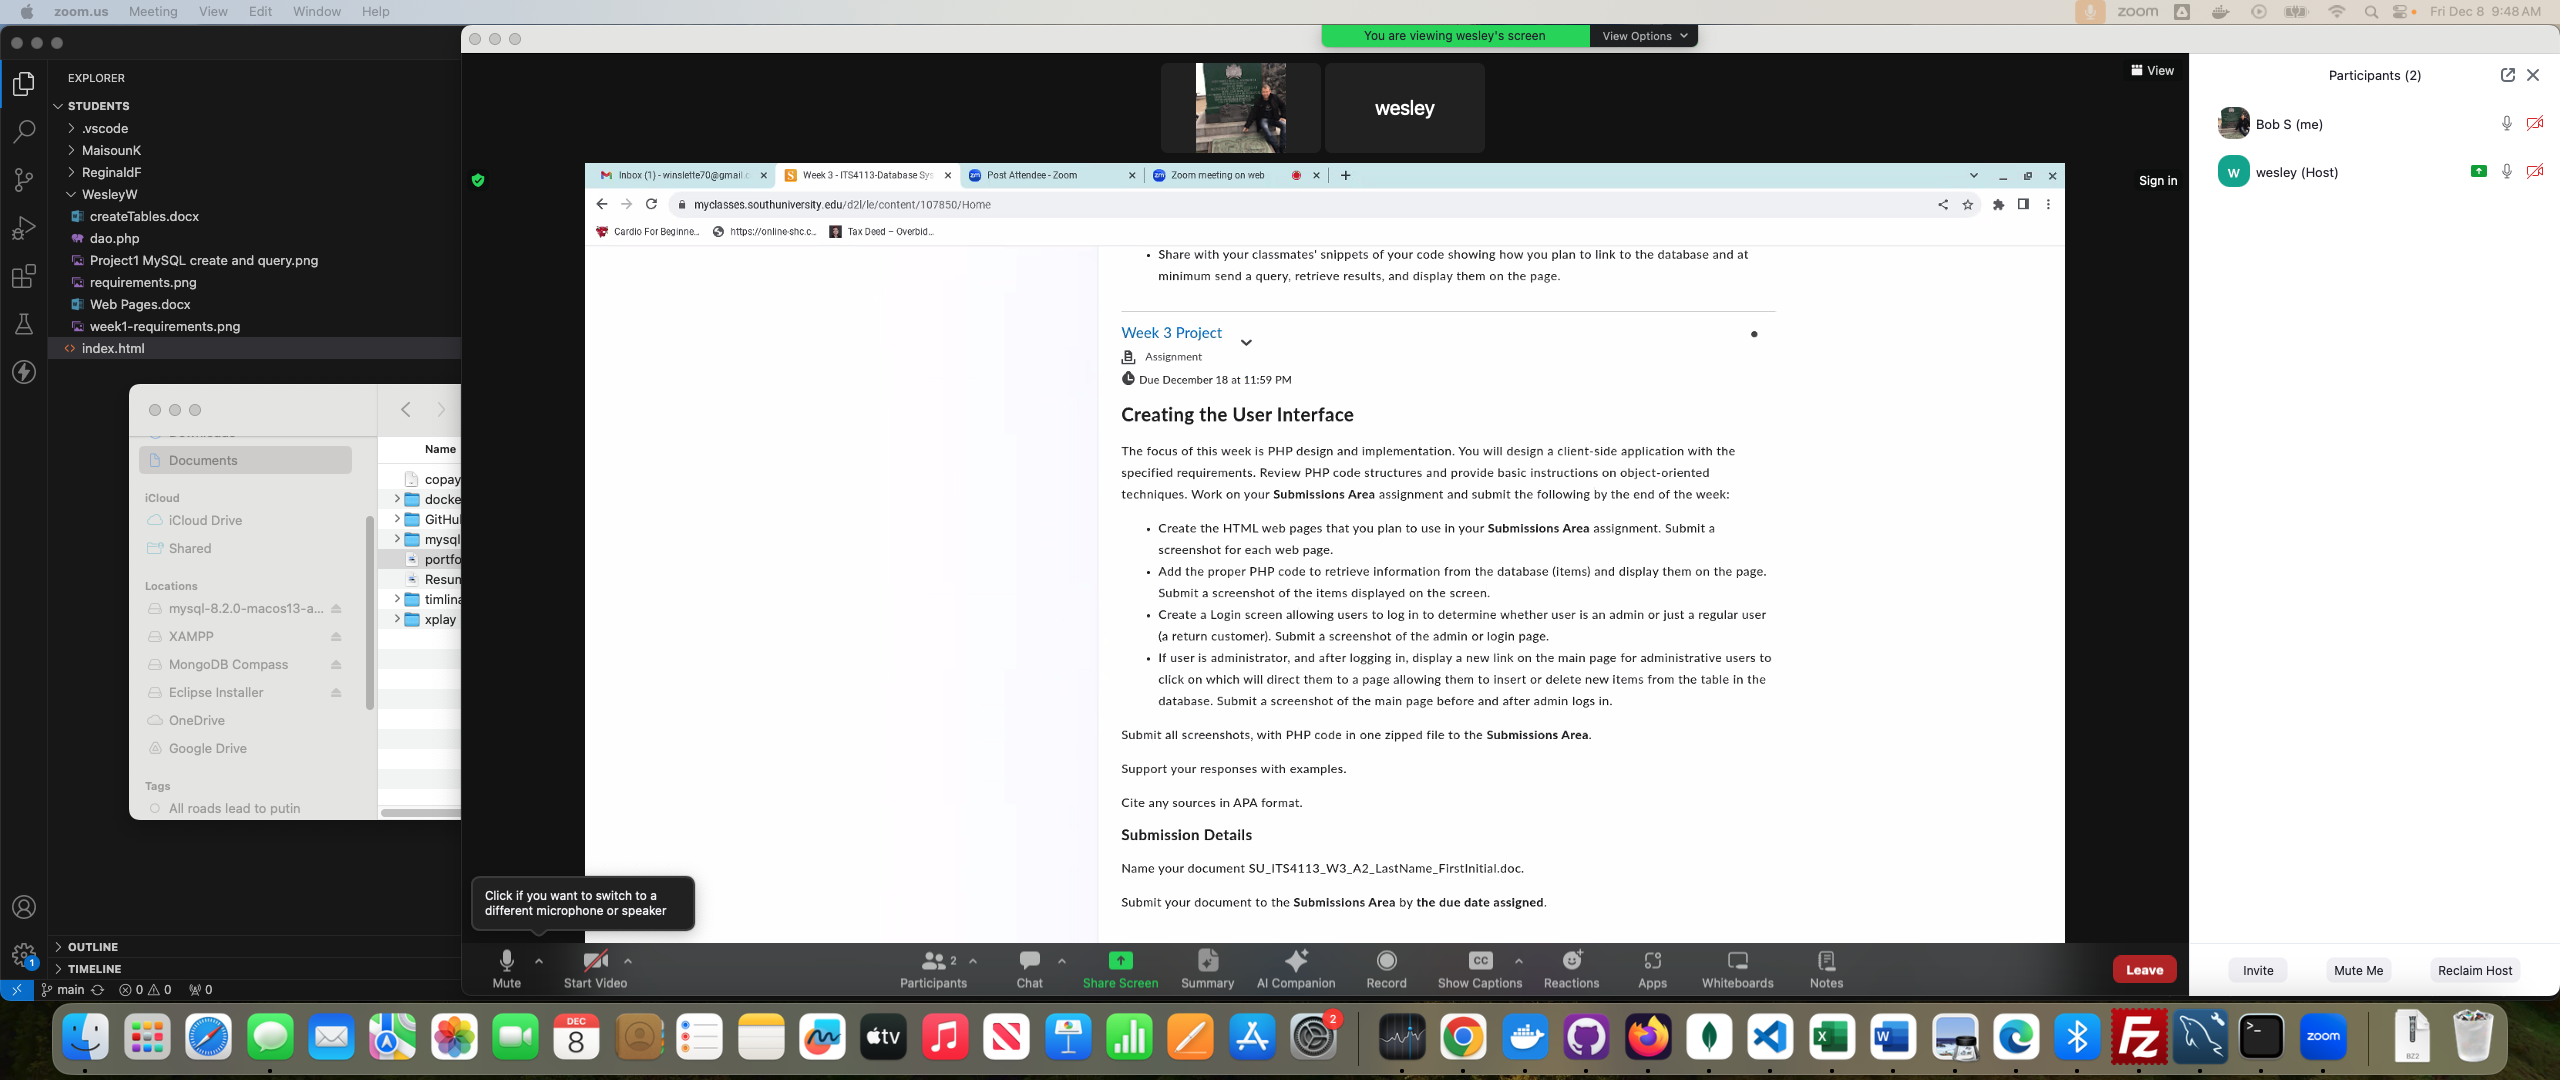 zoom.us Meeting View Edit Window Help
zoom Fri Dec 8 9:48 AM
You are viewing wesley's screen View Options
EXPLORER
STUDENTS
.vscode
MaisounK
ReginaldF
WesleyW
createTables.docx
dao.php
Project1 MySQL create and query.png
requirements.png
Web Pages.docx
week1-requirements.png
index.html
Documents
iCloud
iCloud Drive
Shared
Locations
mysql-8.2.0-macos13-a...
XAMPP
MongoDB Compass
Eclipse Installer
OneDrive
Google Drive
Tags
All roads lead to putin
Name
copay
docke
GitHu
mysql
portfo
Resun
timlina
xplay
OUTLINE
TIMELINE
main 0 0 0
1
wesley
View
Sign in
Inbox (1) - winslette70@gmail.c
Week 3 - ITS4113-Database Sys
Post Attendee - Zoom
Zoom meeting on web
myclasses.southuniversity.edu/d2l/le/content/107850/Home
Cardio For Beginne...
https://online-shc.c...
Tax Deed – Overbid...
• Share with your classmates' snippets of your code showing how you plan to link to the database and at
minimum send a query, retrieve results, and display them on the page.
Week 3 Project
Assignment
Due December 18 at 11:59 PM
Creating the User Interface
The focus of this week is PHP design and implementation. You will design a client-side application with the
specified requirements. Review PHP code structures and provide basic instructions on object-oriented
techniques. Work on your Submissions Area assignment and submit the following by the end of the week:
• Create the HTML web pages that you plan to use in your Submissions Area assignment. Submit a
screenshot for each web page.
• Add the proper PHP code to retrieve information from the database (items) and display them on the page.
Submit a screenshot of the items displayed on the screen.
• Create a Login screen allowing users to log in to determine whether user is an admin or just a regular user
(a return customer). Submit a screenshot of the admin or login page.
• If user is administrator, and after logging in, display a new link on the main page for administrative users to
click on which will direct them to a page allowing them to insert or delete new items from the table in the
database. Submit a screenshot of the main page before and after admin logs in.
Submit all screenshots, with PHP code in one zipped file to the Submissions Area.
Support your responses with examples.
Cite any sources in APA format.
Submission Details
Name your document SU_ITS4113_W3_A2_LastName_FirstInitial.doc.
Submit your document to the Submissions Area by the due date assigned.
Click if you want to switch to a
different microphone or speaker
Mute
Start Video
Participants 2
Chat
Share Screen
Summary
AI Companion
Record
CC
Show Captions
Reactions
Apps
Whiteboards
Notes
Leave
Participants (2)
Bob S (me)
W wesley (Host)
Invite Mute Me Reclaim Host
DEC
8
tv
2
zoom
BZ2